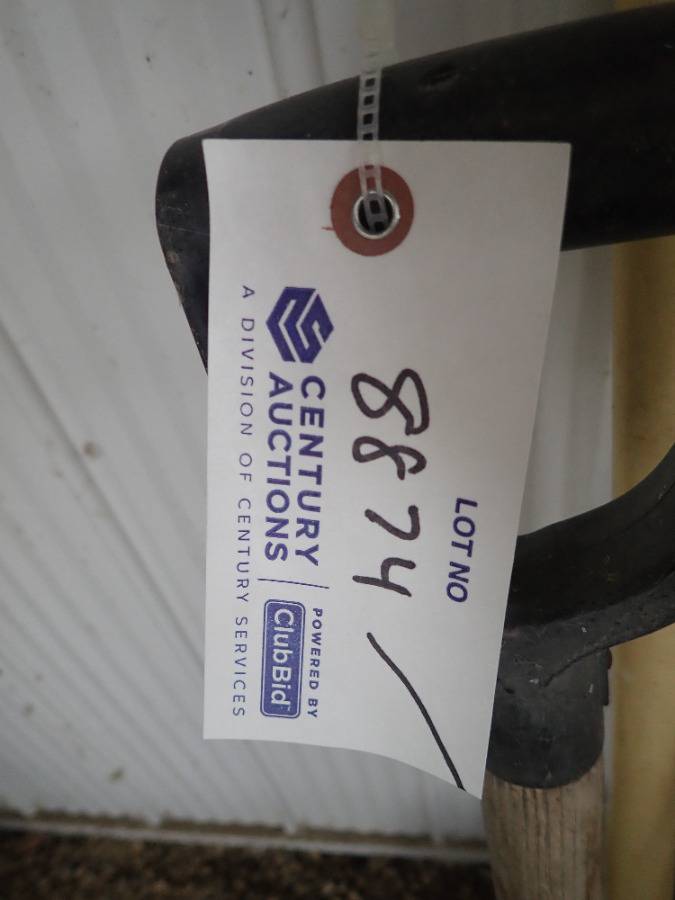 LOT NO
8874
CENTURY
AUCTIONS
POWERED BY
ClubBid
A DIVISION OF CENTURY SERVICES